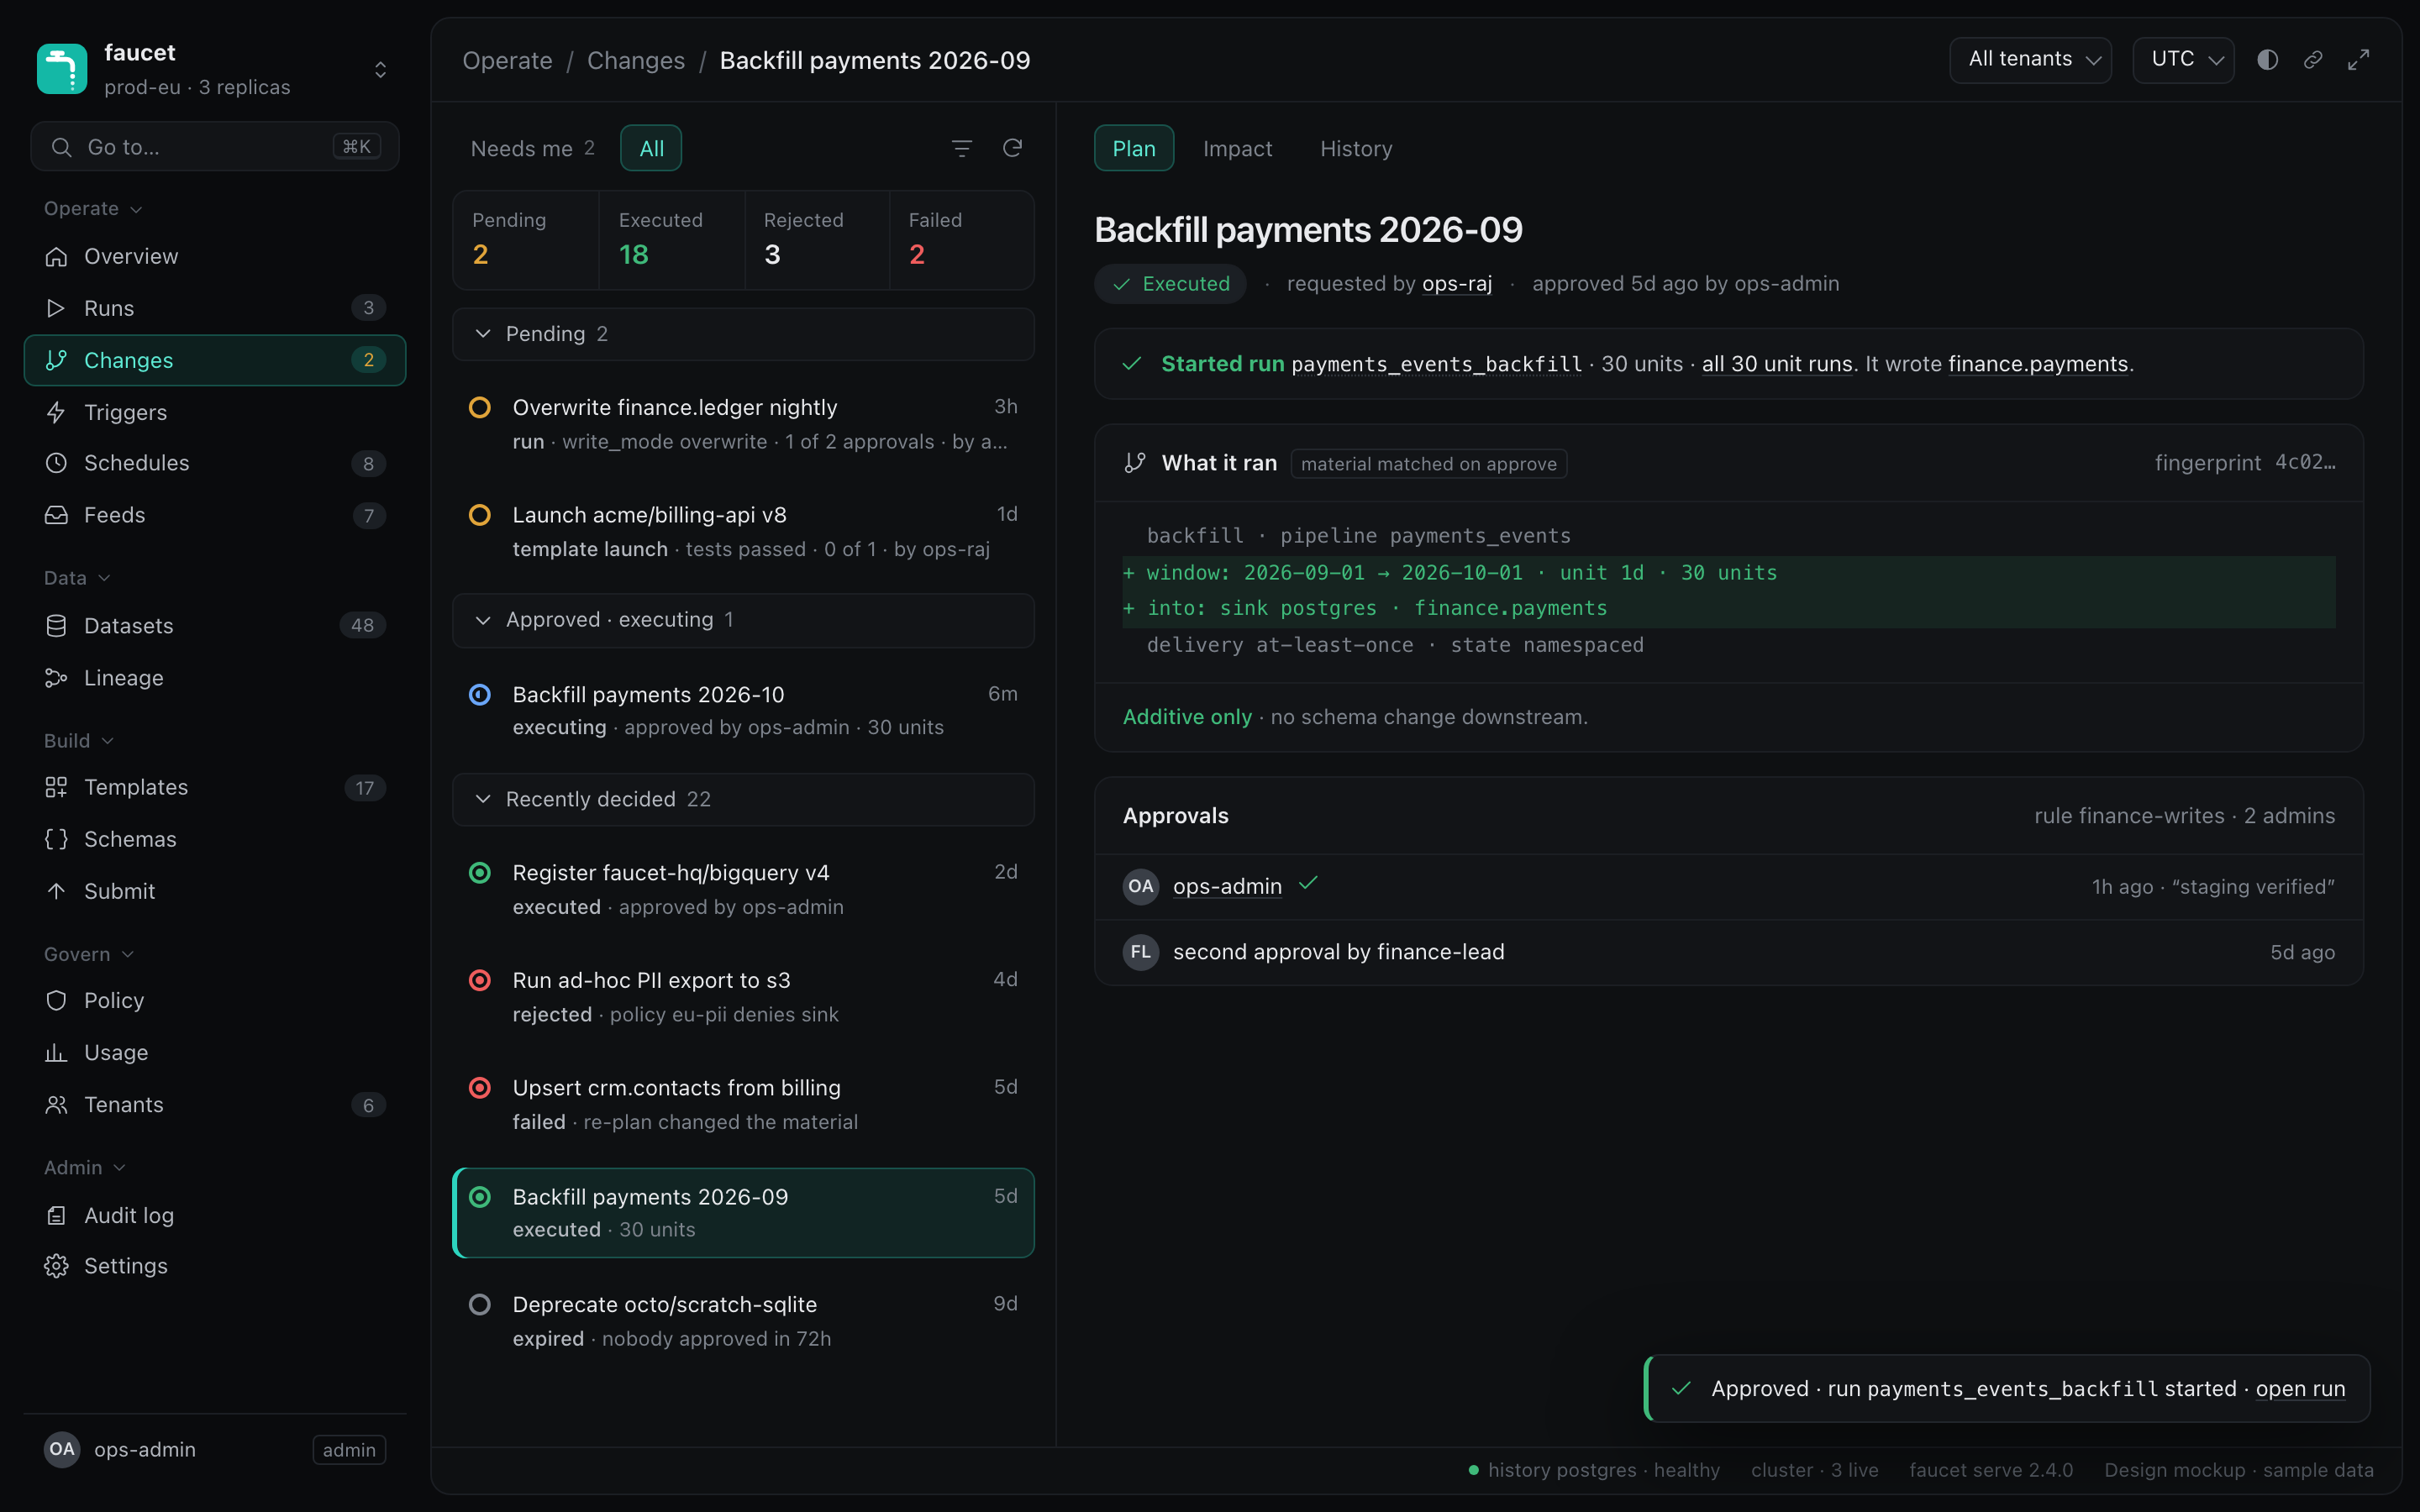 faucet
prod-eu · 3 replicas
Go to... ⌘K
Operate
Overview
Runs 3
Changes 2
Triggers
Schedules 8
Feeds 7
Data
Datasets 48
Lineage
Build
Templates 17
Schemas
Submit
Govern
Policy
Usage
Tenants 6
Admin
Audit log
Settings
OA ops-admin admin
Operate / Changes / Backfill payments 2026-09
All tenants UTC
Needs me 2 All
Pending Executed Rejected Failed
2 18 3 2
Pending 2
Overwrite finance.ledger nightly 3h
run · write_mode overwrite · 1 of 2 approvals · by a...
Launch acme/billing-api v8 1d
template launch · tests passed · 0 of 1 · by ops-raj
Approved · executing 1
Backfill payments 2026-10 6m
executing · approved by ops-admin · 30 units
Recently decided 22
Register faucet-hq/bigquery v4 2d
executed · approved by ops-admin
Run ad-hoc PII export to s3 4d
rejected · policy eu-pii denies sink
Upsert crm.contacts from billing 5d
failed · re-plan changed the material
Backfill payments 2026-09 5d
executed · 30 units
Deprecate octo/scratch-sqlite 9d
expired · nobody approved in 72h
Plan Impact History
Backfill payments 2026-09
Executed · requested by ops-raj · approved 5d ago by ops-admin
Started run payments_events_backfill · 30 units · all 30 unit runs. It wrote finance.payments.
What it ran material matched on approve fingerprint 4c02…
backfill · pipeline payments_events
+ window: 2026-09-01 → 2026-10-01 · unit 1d · 30 units
+ into: sink postgres · finance.payments
delivery at-least-once · state namespaced
Additive only · no schema change downstream.
Approvals rule finance-writes · 2 admins
OA ops-admin 1h ago · “staging verified”
FL second approval by finance-lead 5d ago
Approved · run payments_events_backfill started · open run
history postgres · healthy cluster · 3 live faucet serve 2.4.0 Design mockup · sample data